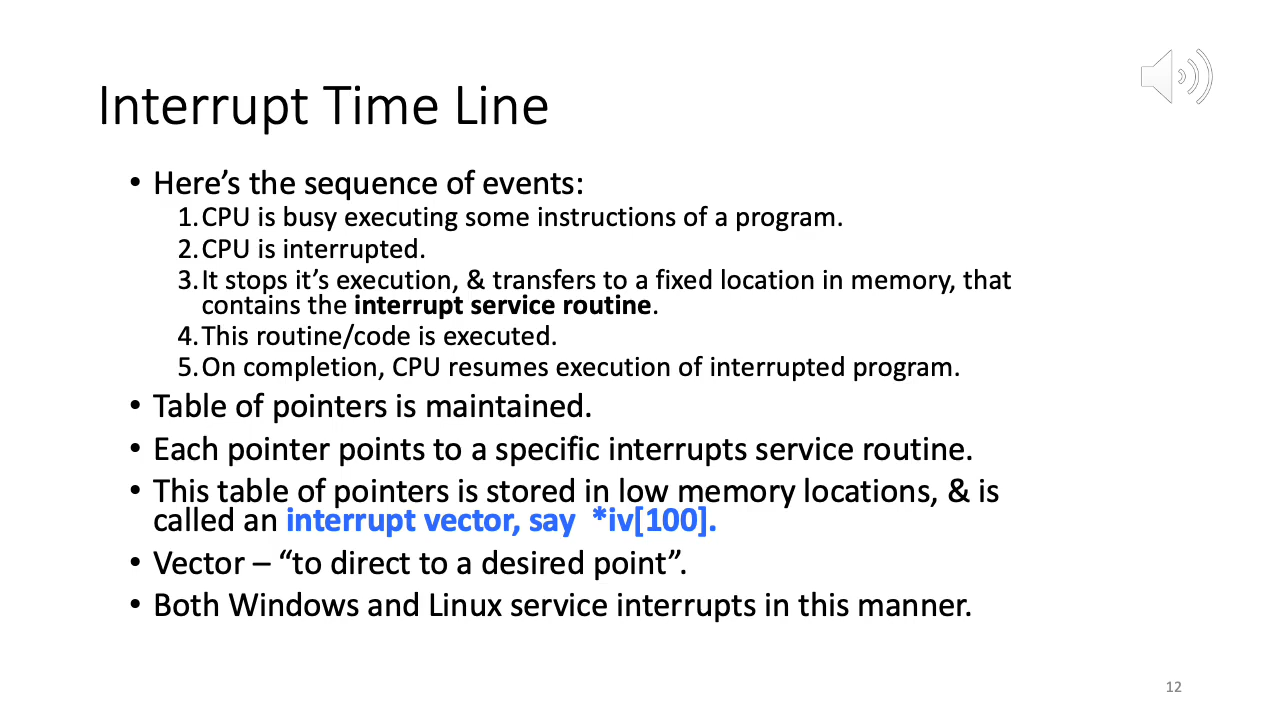 Interrupt Time Line
• Here’s the sequence of events:
1. CPU is busy executing some instructions of a program.
2. CPU is interrupted.
3. It stops it’s execution, & transfers to a fixed location in memory, that
contains the interrupt service routine.
4. This routine/code is executed.
5. On completion, CPU resumes execution of interrupted program.
• Table of pointers is maintained.
• Each pointer points to a specific interrupts service routine.
• This table of pointers is stored in low memory locations, & is
called an interrupt vector, say *iv[100].
• Vector – “to direct to a desired point”.
• Both Windows and Linux service interrupts in this manner.
12